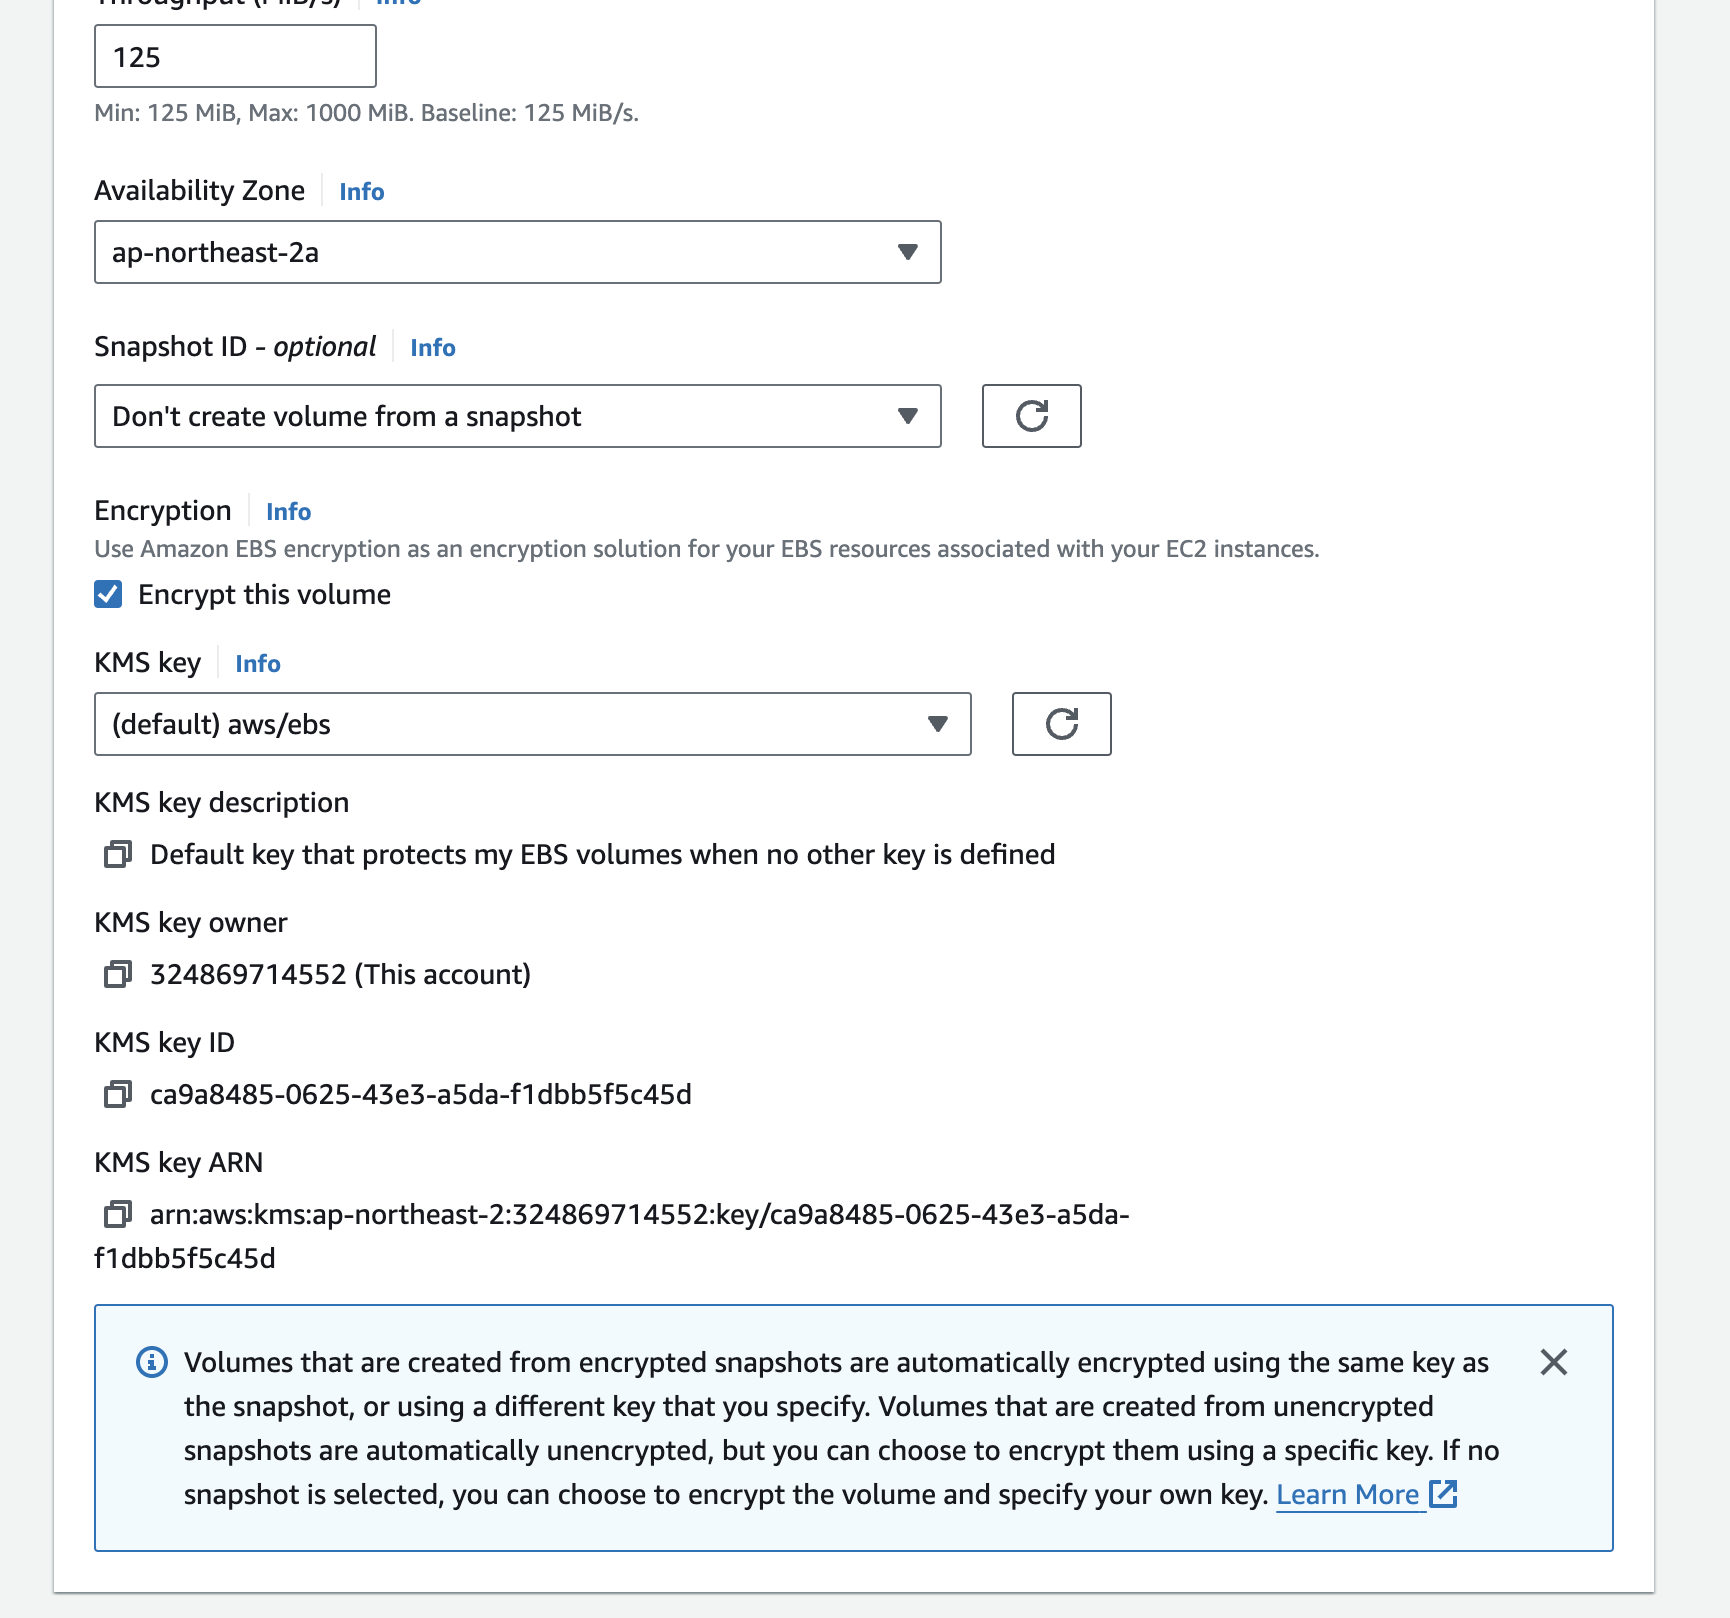 Throughput (MiB/s) Info
125
Min: 125 MiB, Max: 1000 MiB. Baseline: 125 MiB/s.
Availability Zone Info
ap-northeast-2a
Snapshot ID - optional Info
Don't create volume from a snapshot
Encryption Info
Use Amazon EBS encryption as an encryption solution for your EBS resources associated with your EC2 instances.
Encrypt this volume
KMS key Info
(default) aws/ebs
KMS key description
Default key that protects my EBS volumes when no other key is defined
KMS key owner
324869714552 (This account)
KMS key ID
ca9a8485-0625-43e3-a5da-f1dbb5f5c45d
KMS key ARN
arn:aws:kms:ap-northeast-2:324869714552:key/ca9a8485-0625-43e3-a5da-
f1dbb5f5c45d
Volumes that are created from encrypted snapshots are automatically encrypted using the same key as
the snapshot, or using a different key that you specify. Volumes that are created from unencrypted
snapshots are automatically unencrypted, but you can choose to encrypt them using a specific key. If no
snapshot is selected, you can choose to encrypt the volume and specify your own key. Learn More